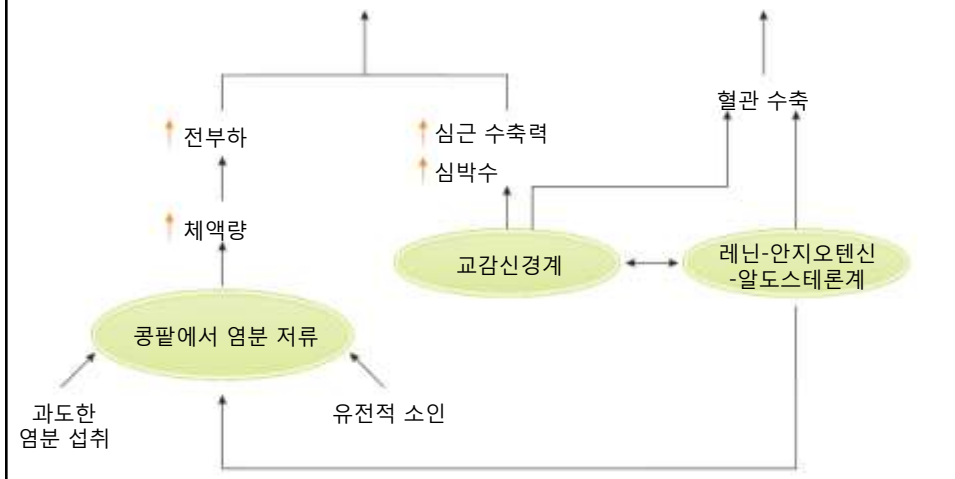 혈관 수축
전부하
심근 수축력
심박수
체액량
교감신경계
레닌-안지오텐신
-알도스테론계
콩팥에서 염분 저류
과도한
염분 섭취
유전적 소인